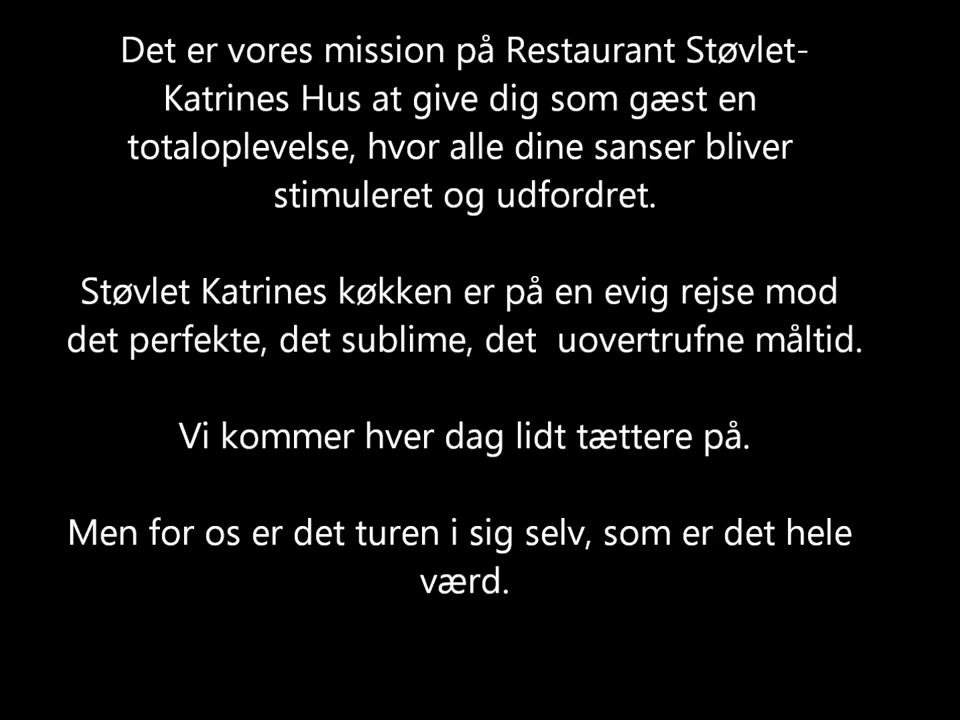 Det er vores mission på Restaurant Støvlet-
Katrines Hus at give dig som gæst en
totaloplevelse, hvor alle dine sanser bliver
stimuleret og udfordret.
Støvlet Katrines køkken er på en evig rejse mod
det perfekte, det sublime, det  uovertrufne måltid.
Vi kommer hver dag lidt tættere på.
Men for os er det turen i sig selv, som er det hele
værd.